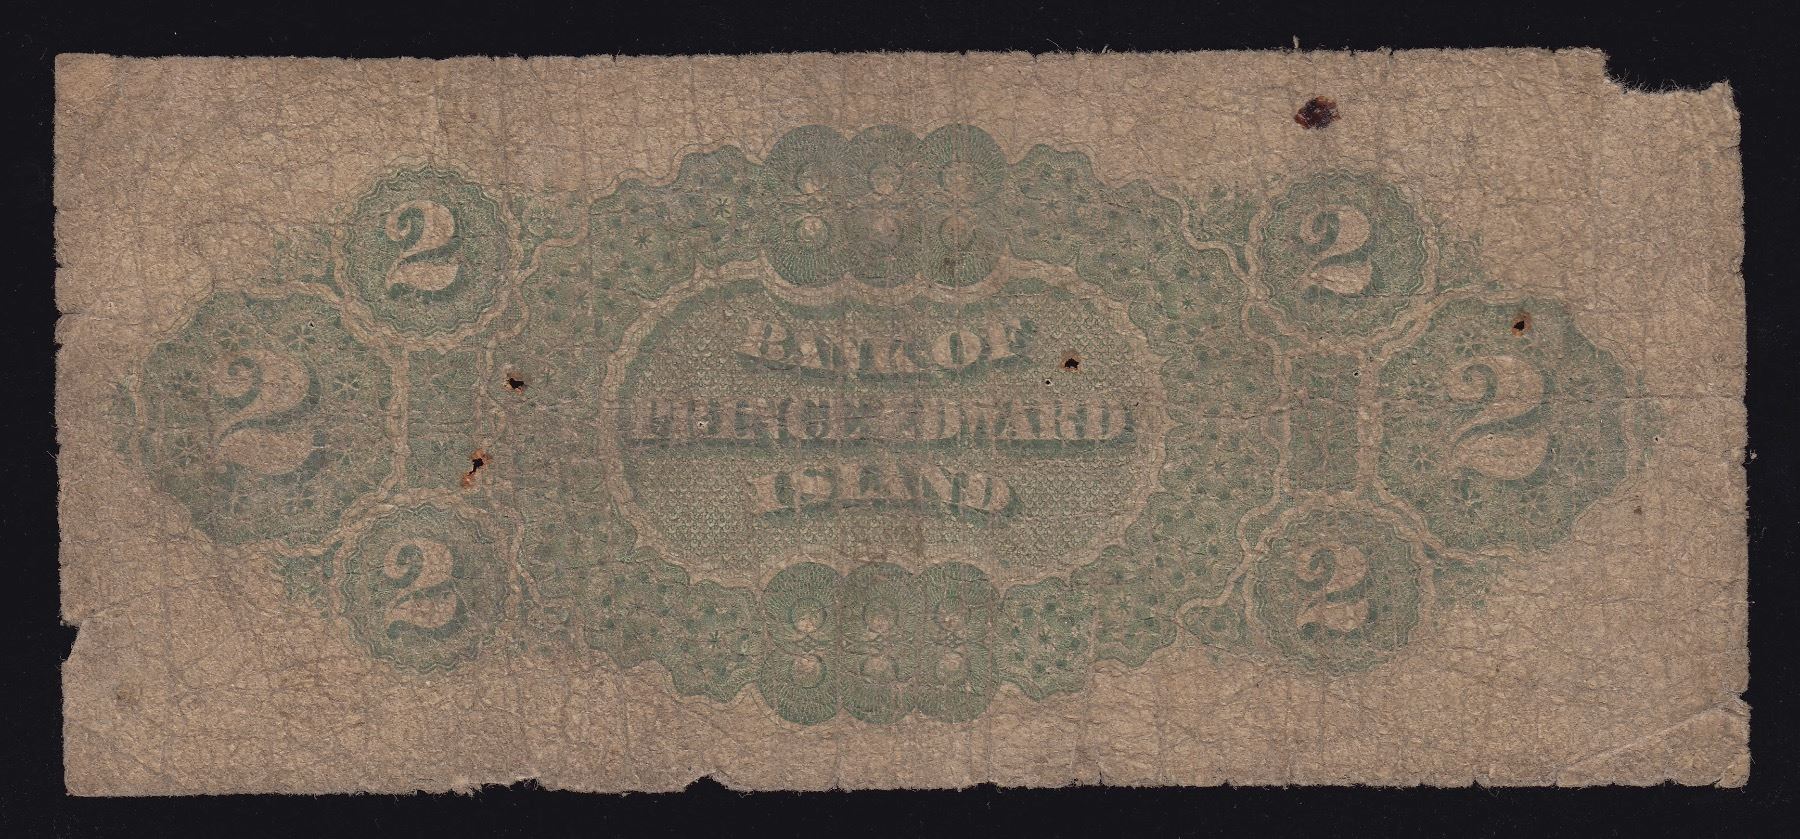 2 2
BANK OF
2 2
PRINCE EDWARD
ISLAND
2 2